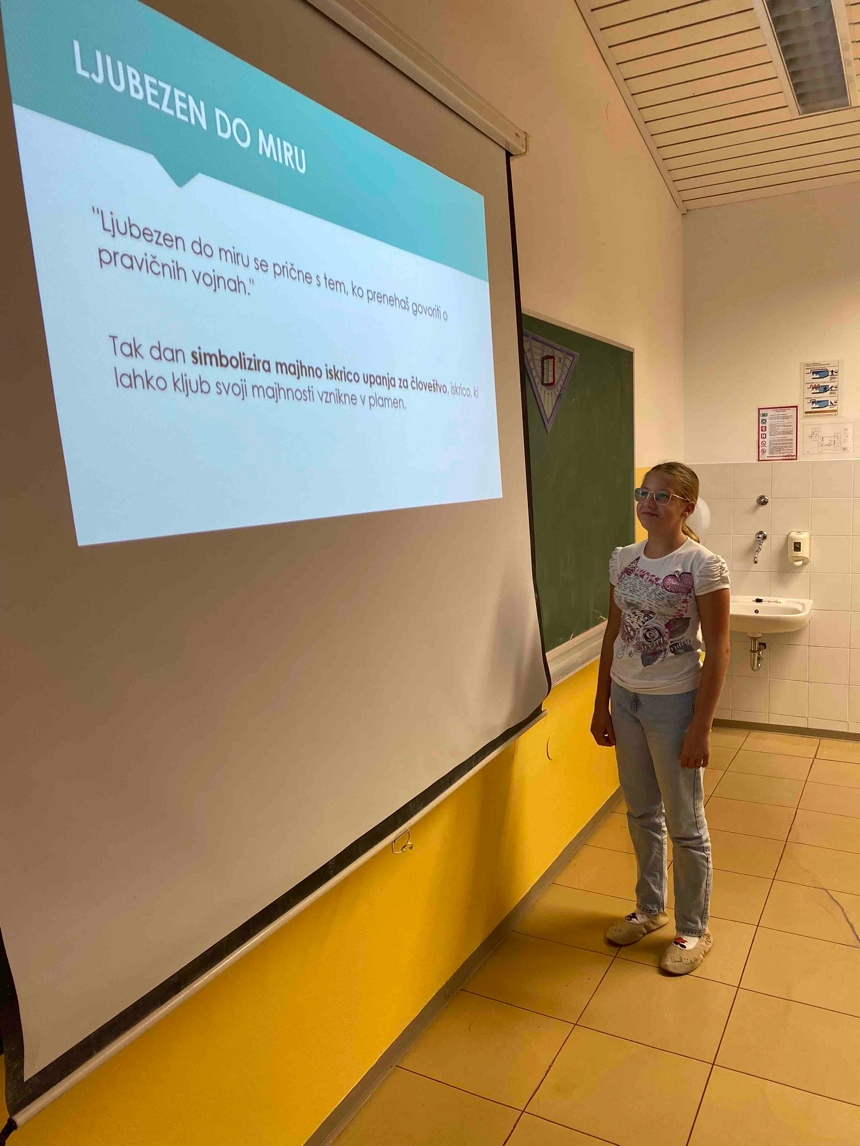 LJUBEZEN DO MIRU
"Ljubezen do miru se prične s tem, ko prenehaš govoriti o
pravičnih vojnah."
Tak dan simbolizira majhno iskrico upanja za človeštvo, iskrico, ki
lahko kljub svoji majhnosti vznikne v plamen.